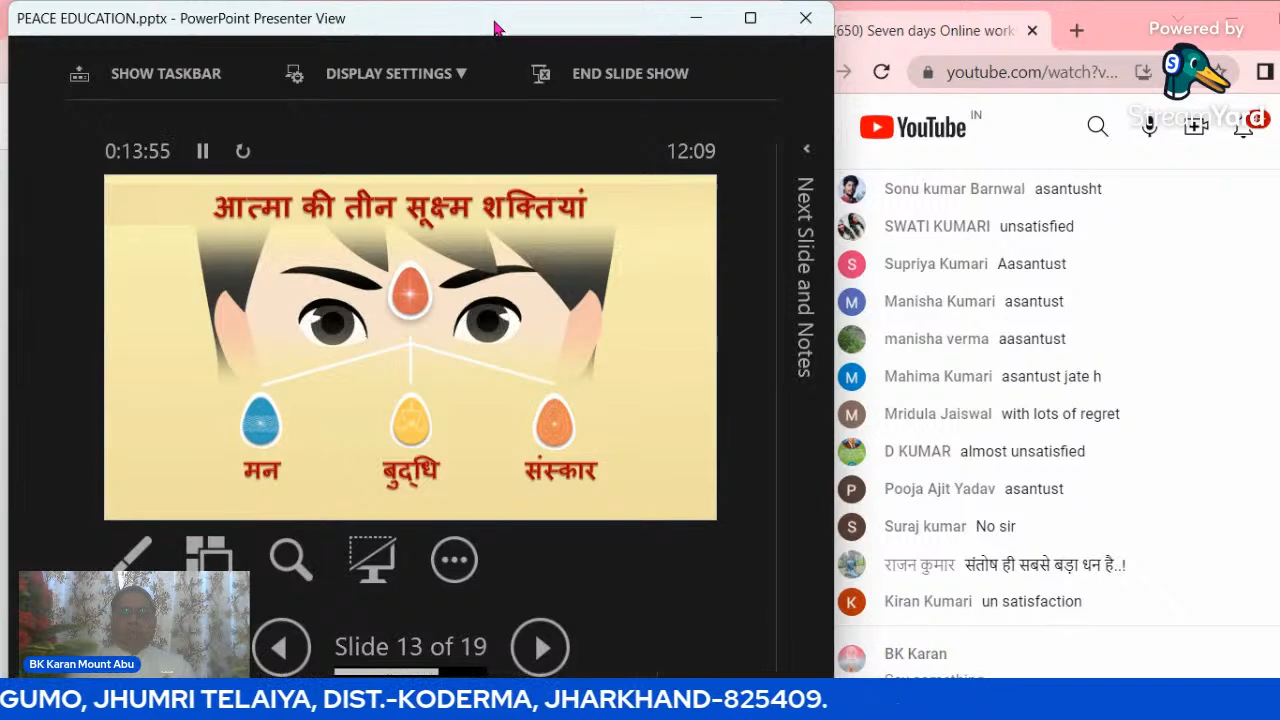 PEACE EDUCATION.pptx - PowerPoint Presenter View
SHOW TASKBAR
DISPLAY SETTINGS ▼
END SLIDE SHOW
0:13:55
12:09
आत्मा की तीन सूक्ष्म शक्तियां
मन
बुद्धि
संस्कार
Next Slide and Notes
Slide 13 of 19
BK Karan Mount Abu
(650) Seven days Online work
Powered by
StreamYard
youtube.com/watch?v...
YouTube IN
Sonu kumar Barnwal asantusht
SWATI KUMARI unsatisfied
S Supriya Kumari Aasantust
M Manisha Kumari asantust
manisha verma aasantust
M Mahima Kumari asantust jate h
M Mridula Jaiswal with lots of regret
D KUMAR almost unsatisfied
P Pooja Ajit Yadav asantust
S Suraj kumar No sir
राजन कुमार संतोष ही सबसे बड़ा धन है..!
K Kiran Kumari un satisfaction
BK Karan
GUMO, JHUMRI TELAIYA, DIST.-KODERMA, JHARKHAND-825409.